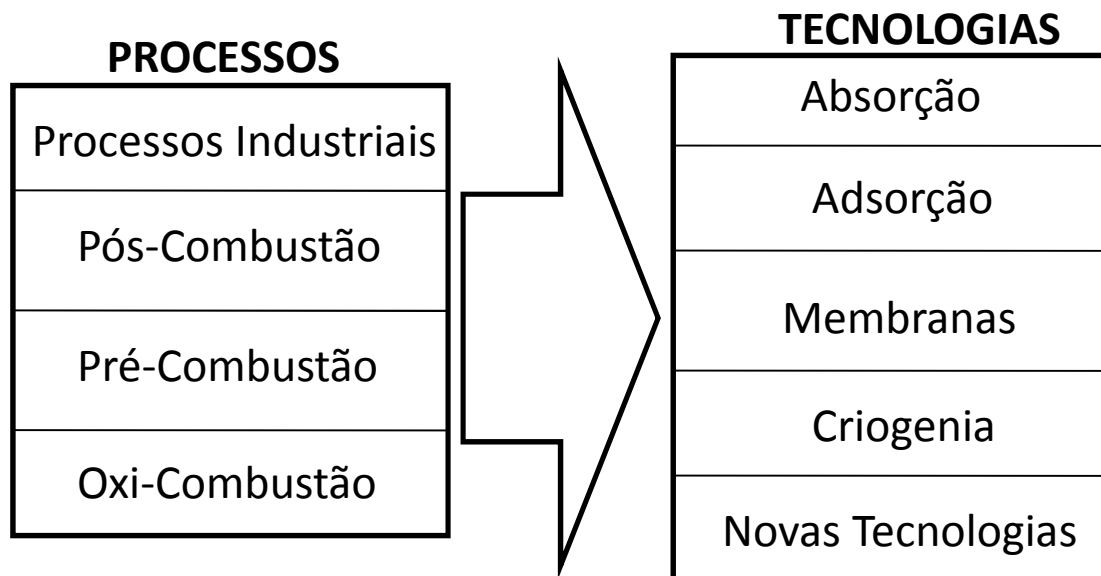 PROCESSOS
Processos Industriais
Pós-Combustão
Pré-Combustão
Oxi-Combustão
TECNOLOGIAS
Absorção
Adsorção
Membranas
Criogenia
Novas Tecnologias